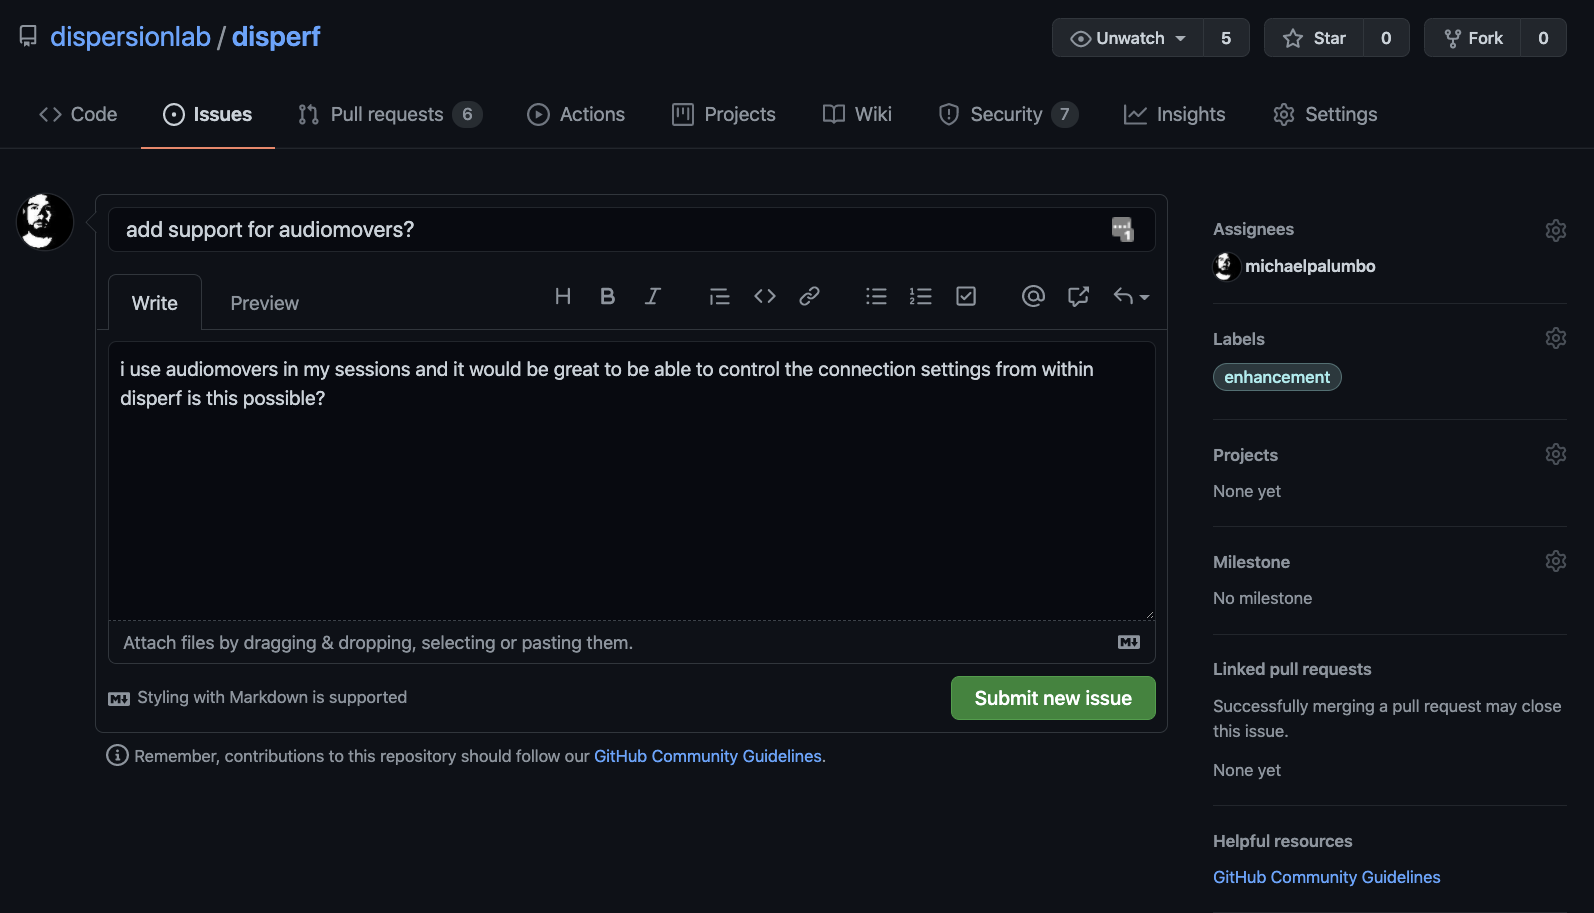 dispersionlab / disperf
Unwatch 5
Star 0
Fork 0
Code
Issues
Pull requests 6
Actions
Projects
Wiki
Security 7
Insights
Settings
add support for audiomovers?
1
Write
Preview
H B I
i use audiomovers in my sessions and it would be great to be able to control the connection settings from within
disperf is this possible?
Attach files by dragging & dropping, selecting or pasting them.
Styling with Markdown is supported
Submit new issue
Remember, contributions to this repository should follow our GitHub Community Guidelines.
Assignees
michaelpalumbo
Labels
enhancement
Projects
None yet
Milestone
No milestone
Linked pull requests
Successfully merging a pull request may close
this issue.
None yet
Helpful resources
GitHub Community Guidelines